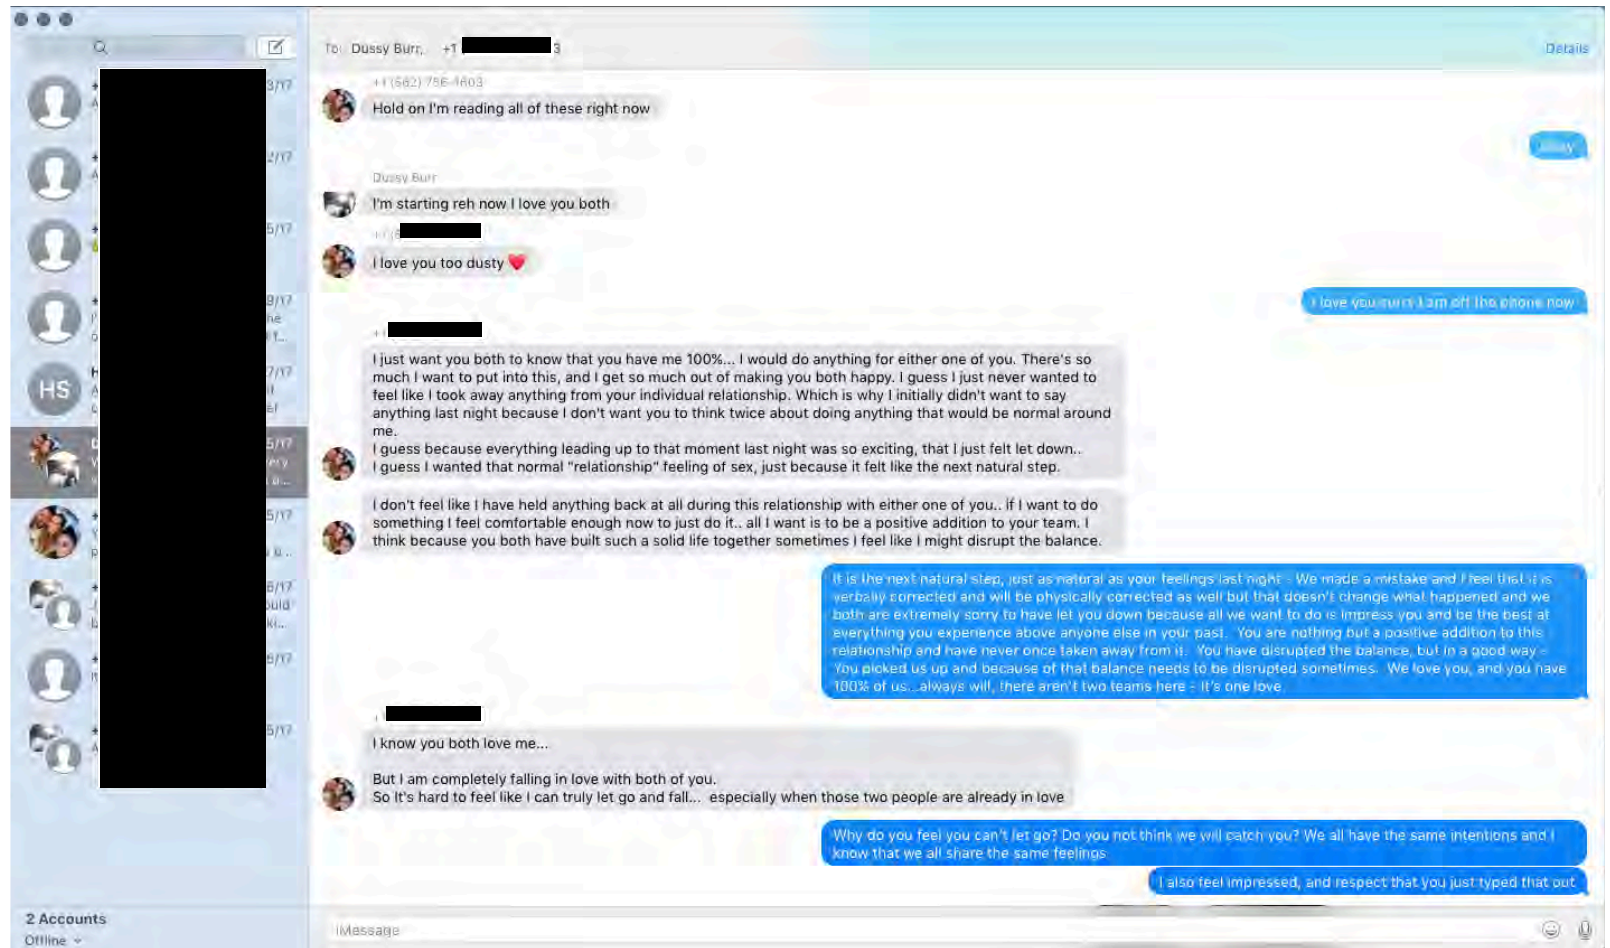 To: Dussy Burr, +1 3
Details
Hold on I'm reading all of these right now
Dussy Burr
I'm starting reh now I love you both
I love you too dusty ❤️
I love you I am off the phone now
I just want you both to know that you have me 100%... I would do anything for either one of you. There's so
much I want to put into this, and I get so much out of making you both happy. I guess I just never wanted to
feel like I took away anything from your individual relationship. Which is why I initially didn't want to say
anything last night because I don't want you to think twice about doing anything that would be normal around
me.
I guess because everything leading up to that moment last night was so exciting, that I just felt let down..
I guess I wanted that normal "relationship" feeling of sex, just because it felt like the next natural step.
I don't feel like I have held anything back at all during this relationship with either one of you.. if I want to do
something I feel comfortable enough now to just do it.. all I want is to be a positive addition to your team. I
think because you both have built such a solid life together sometimes I feel like I might disrupt the balance.
It is the next natural step, just as natural as your feelings last night - We made a mistake and I feel that it is
verbally corrected and will be physically corrected as well but that doesn't change what happened and we
both are extremely sorry to have let you down because all we want to do is impress you and be the best at
everything you experience above anyone else in your past. You are nothing but a positive addition to this
relationship and have never once taken away from it. You have disrupted the balance, but in a good way -
You picked us up and because of that balance needs to be disrupted sometimes. We love you, and you have
100% of us...always will, there aren't two teams here - It's one love
I know you both love me...
But I am completely falling in love with both of you.
So it's hard to feel like I can truly let go and fall... especially when those two people are already in love
Why do you feel you can't let go? Do you not think we will catch you? We all have the same intentions and I
know that we all share the same feelings
I also feel impressed, and respect that you just typed that out
HS
2 Accounts
Offline
iMessage